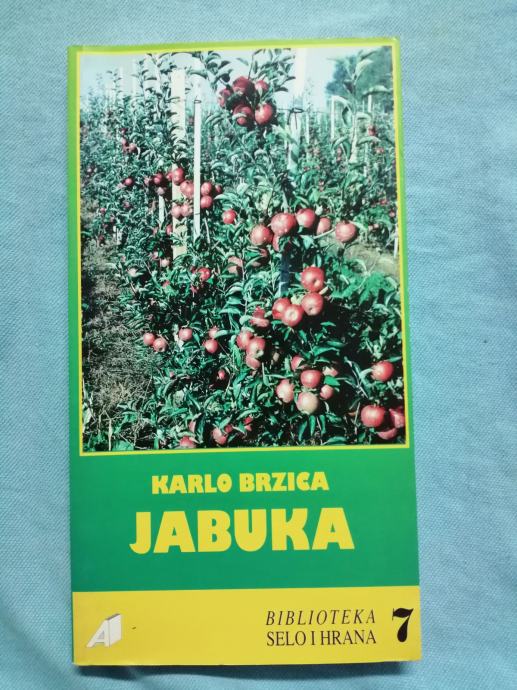 KARLO BRZICA
JABUKA
BIBLIOTEKA
SELO I HRANA 7
A